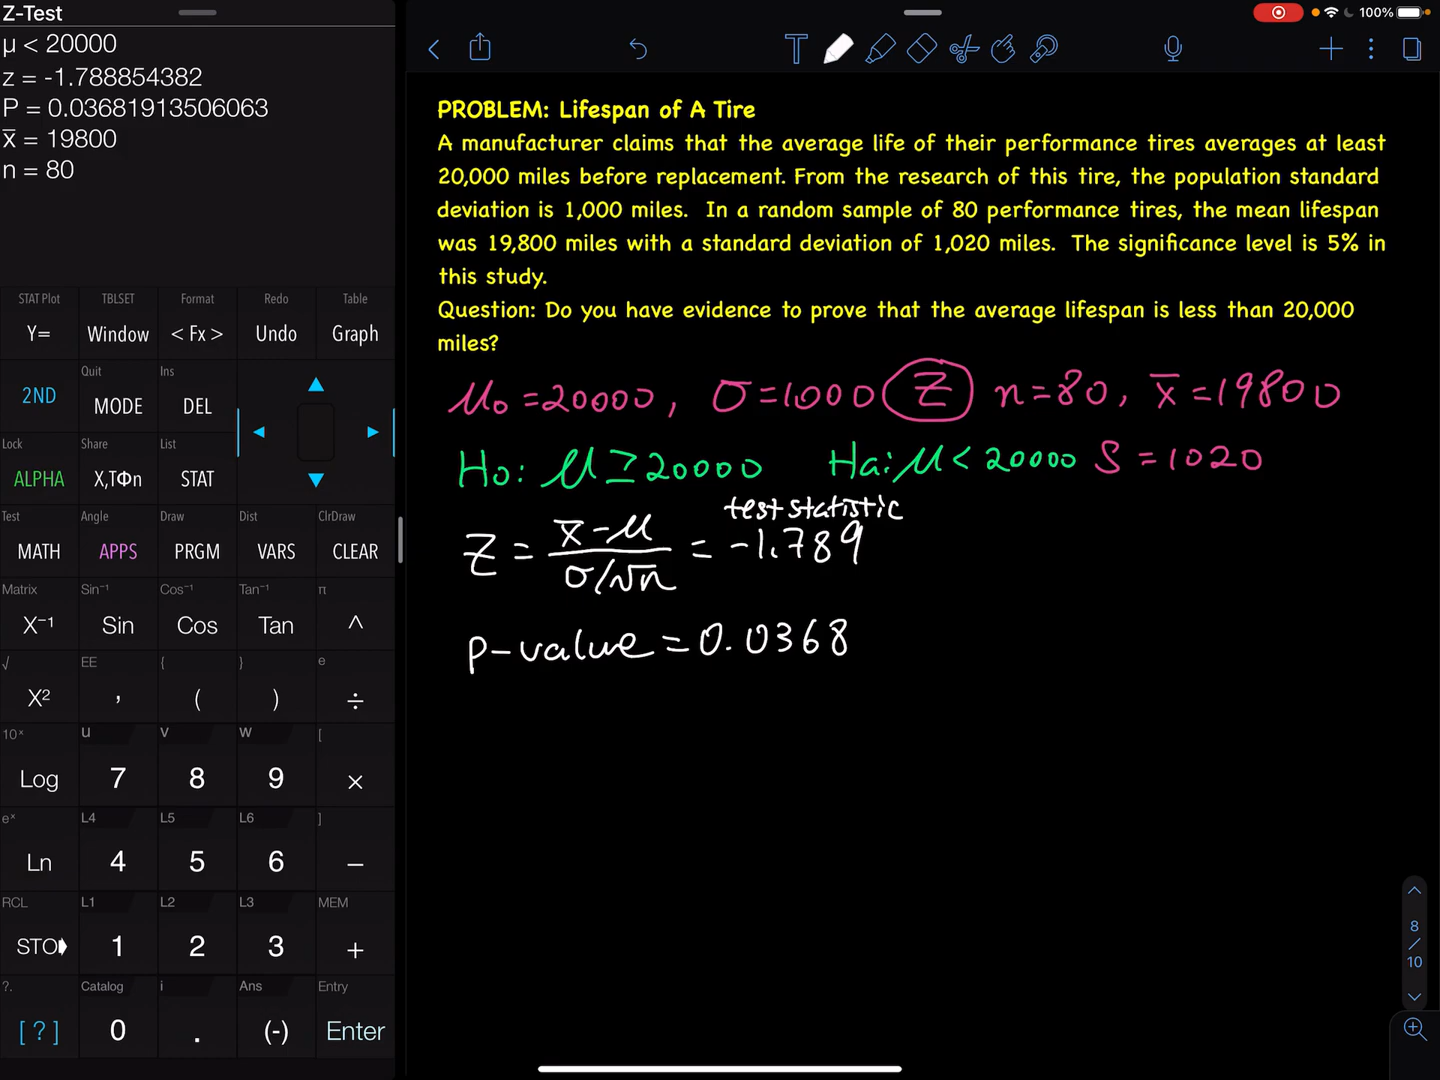 Z-Test
μ < 20000
z = -1.788854382
P = 0.03681913506063
x̅ = 19800
n = 80
STAT Plot TBLSET Format Redo Table
Y= Window < Fx > Undo Graph
Quit Ins
2ND MODE DEL
Lock Share List
ALPHA X,TΦn STAT
Test Angle Draw Dist ClrDraw
MATH APPS PRGM VARS CLEAR
Matrix Sin⁻¹ Cos⁻¹ Tan⁻¹ π
X⁻¹ Sin Cos Tan ^
√ EE { } e
X² , ( ) ÷
10ˣ u v w [
Log 7 8 9 ×
eˣ L4 L5 L6 ]
Ln 4 5 6 −
RCL L1 L2 L3 MEM
STO 1 2 3 +
?. Catalog i Ans Entry
[ ? ] 0 . (-) Enter
100%
T
PROBLEM: Lifespan of A Tire
A manufacturer claims that the average life of their performance tires averages at least
20,000 miles before replacement. From the research of this tire, the population standard
deviation is 1,000 miles. In a random sample of 80 performance tires, the mean lifespan
was 19,800 miles with a standard deviation of 1,020 miles. The significance level is 5% in
this study.
Question: Do you have evidence to prove that the average lifespan is less than 20,000
miles?
μ₀ = 20000, σ = 1000 Z n = 80, x̅ = 19800
Ho: μ ≥ 20000 Ha: μ < 20000 S = 1020
test statistic
Z = x̅ - μ / σ/√n = -1.789
p-value = 0.0368
8
/
10